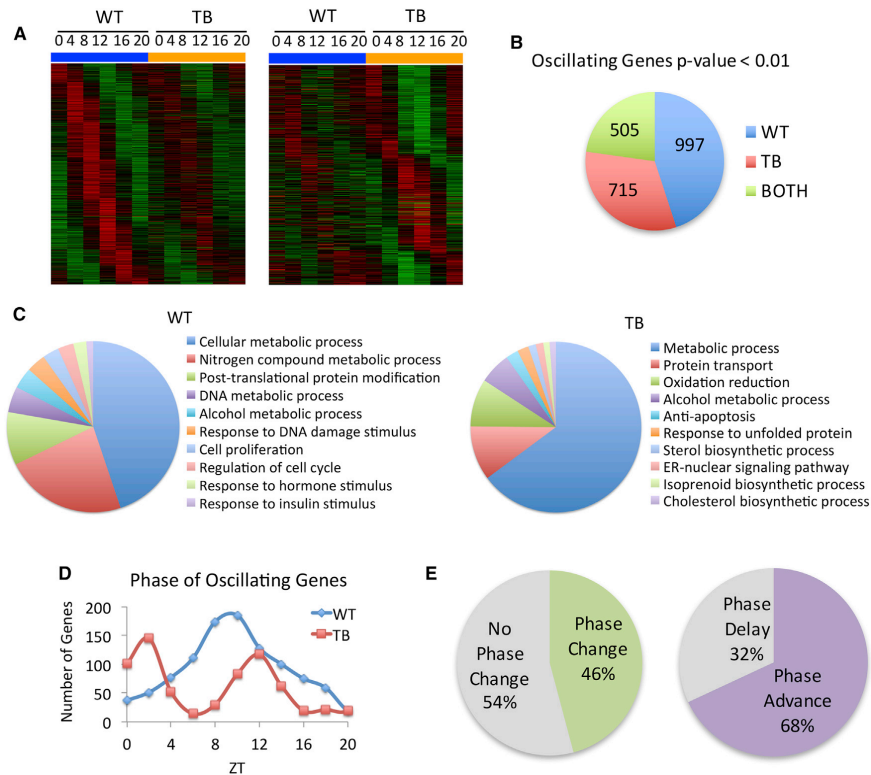 A
WT TB
0 4 8 12 16 20 0 4 8 12 16 20
WT TB
0 4 8 12 16 20 0 4 8 12 16 20
B
Oscillating Genes p-value < 0.01
505
997
715
WT
TB
BOTH
C
WT
Cellular metabolic process
Nitrogen compound metabolic process
Post-translational protein modification
DNA metabolic process
Alcohol metabolic process
Response to DNA damage stimulus
Cell proliferation
Regulation of cell cycle
Response to hormone stimulus
Response to insulin stimulus
TB
Metabolic process
Protein transport
Oxidation reduction
Alcohol metabolic process
Anti-apoptosis
Response to unfolded protein
Sterol biosynthetic process
ER-nuclear signaling pathway
Isoprenoid biosynthetic process
Cholesterol biosynthetic process
D
Phase of Oscillating Genes
Number of Genes
200
150
100
50
0
0 4 8 12 16 20
ZT
WT
TB
E
No
Phase
Change
54%
Phase
Change
46%
Phase
Delay
32%
Phase
Advance
68%